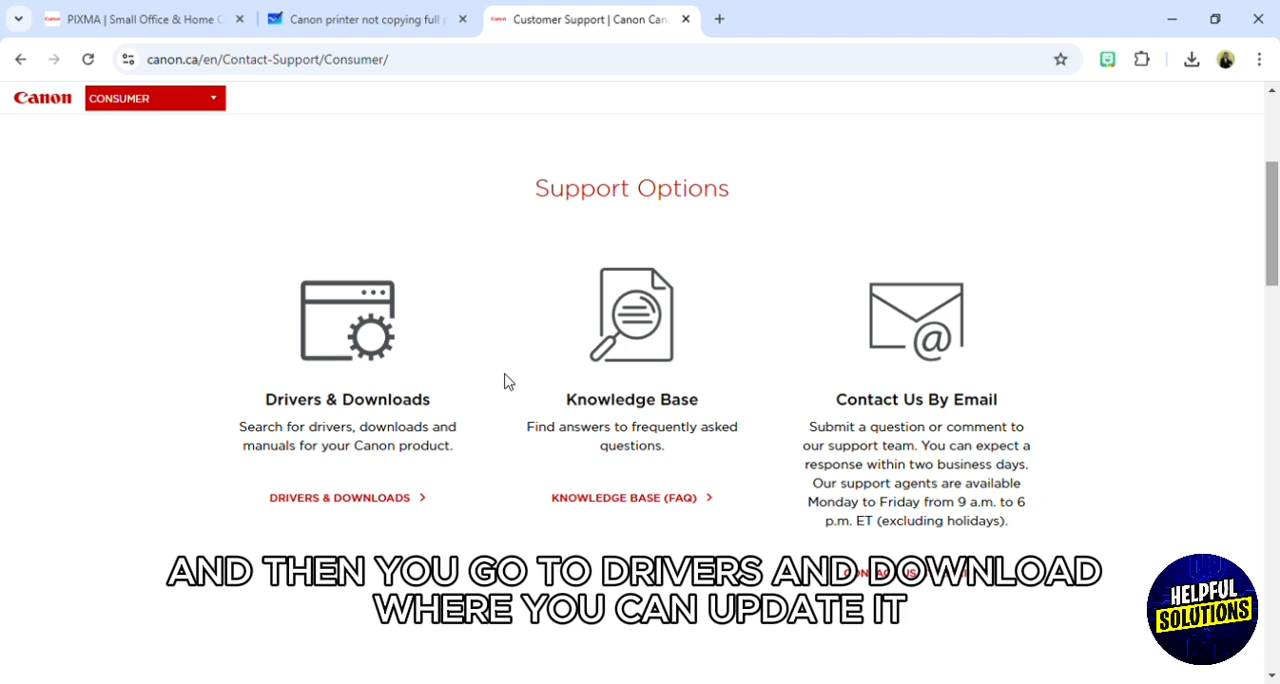 PIXMA | Small Office & Home C
Canon printer not copying full p
Customer Support | Canon Can
canon.ca/en/Contact-Support/Consumer/
Canon
CONSUMER
Support Options
Drivers & Downloads
Search for drivers, downloads and
manuals for your Canon product.
DRIVERS & DOWNLOADS
Knowledge Base
Find answers to frequently asked
questions.
KNOWLEDGE BASE (FAQ)
Contact Us By Email
Submit a question or comment to
our support team. You can expect a
response within two business days.
Our support agents are available
Monday to Friday from 9 a.m. to 6
p.m. ET (excluding holidays).
AND THEN YOU GO TO DRIVERS AND DOWNLOAD
WHERE YOU CAN UPDATE IT
HELPFUL
SOLUTIONS